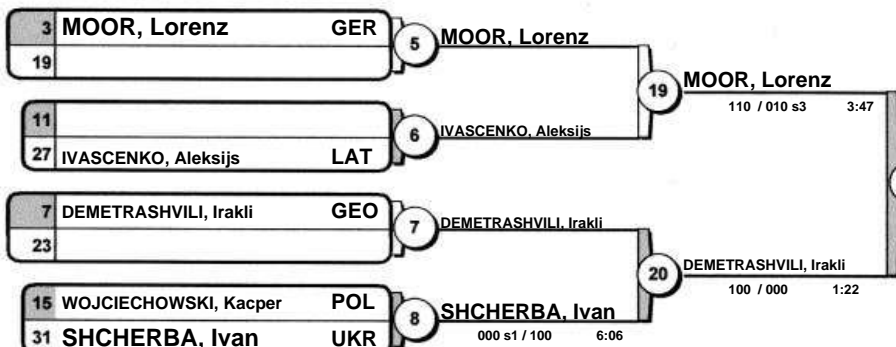 3 MOOR, Lorenz GER
19
5
MOOR, Lorenz
11
27 IVASCENKO, Aleksijs LAT
6
IVASCENKO, Aleksijs
19
MOOR, Lorenz
110 / 010 s3 3:47
7 DEMETRASHVILI, Irakli GEO
23
7
DEMETRASHVILI, Irakli
15 WOJCIECHOWSKI, Kacper POL
31 SHCHERBA, Ivan UKR
8
SHCHERBA, Ivan
000 s1 / 100 6:06
20
DEMETRASHVILI, Irakli
100 / 000 1:22